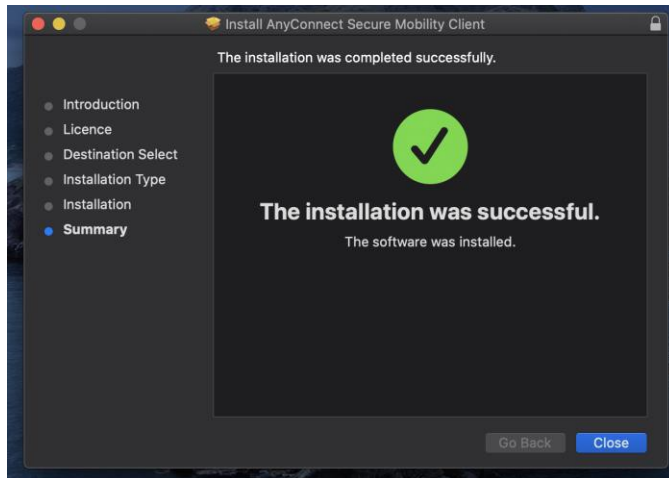 Install AnyConnect Secure Mobility Client
The installation was completed successfully.
Introduction
Licence
Destination Select
Installation Type
Installation
Summary
The installation was successful.
The software was installed.
Go Back
Close